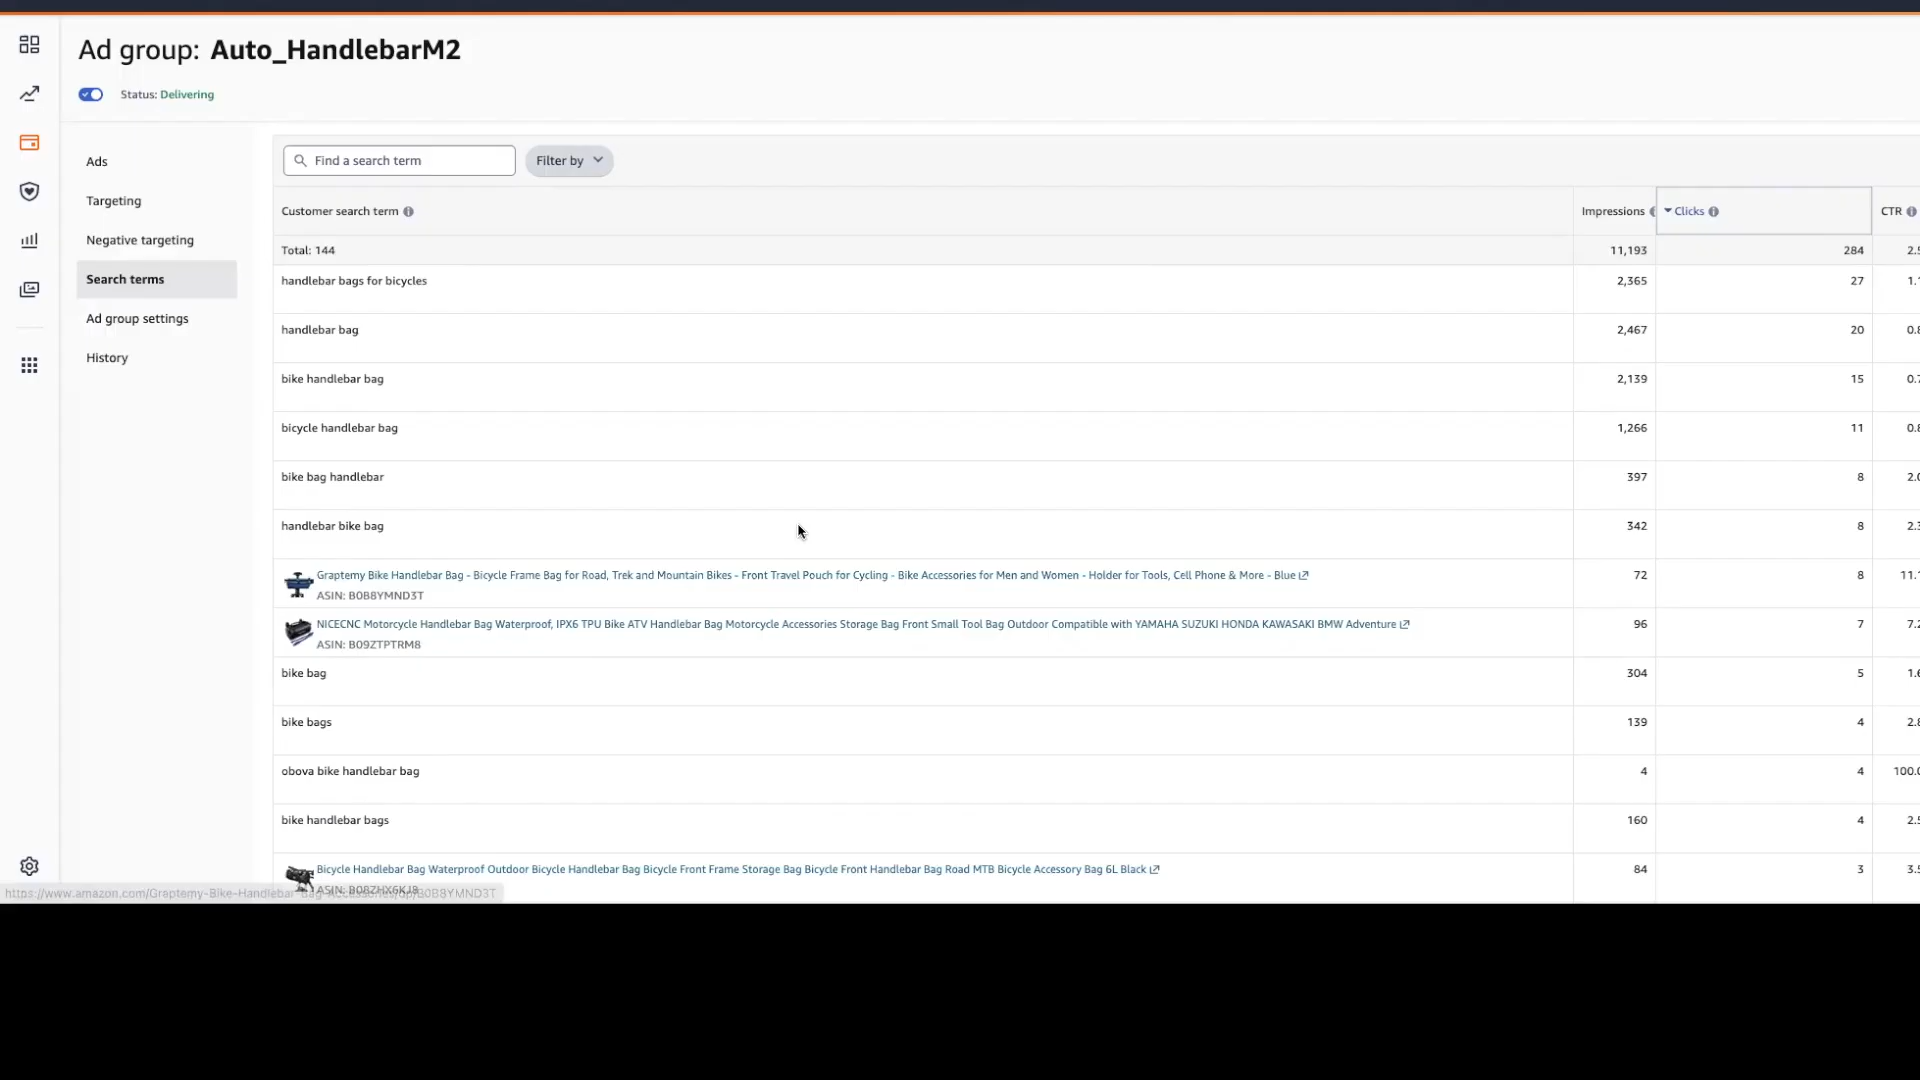 Ad group: Auto_HandlebarM2
Status: Delivering
Ads
Targeting
Negative targeting
Search terms
Ad group settings
History
Find a search term
Filter by
Customer search term Impressions Clicks CTR
Total: 144 11,193 284
handlebar bags for bicycles 2,365 27
handlebar bag 2,467 20
bike handlebar bag 2,139 15
bicycle handlebar bag 1,266 11
bike bag handlebar 397 8
handlebar bike bag 342 8
Graptemy Bike Handlebar Bag - Bicycle Frame Bag for Road, Trek and Mountain Bikes - Front Travel Pouch for Cycling - Bike Accessories for Men and Women - Holder for Tools, Cell Phone & More - Blue 72 8
ASIN: B0B8YMND3T
NICECNC Motorcycle Handlebar Bag Waterproof, IPX6 TPU Bike ATV Handlebar Bag Motorcycle Accessories Storage Bag Front Small Tool Bag Outdoor Compatible with YAMAHA SUZUKI HONDA KAWASAKI BMW Adventure 96 7
ASIN: B09ZTPTRM8
bike bag 304 5
bike bags 139 4
obova bike handlebar bag 4 4
bike handlebar bags 160 4
Bicycle Handlebar Bag Waterproof Outdoor Bicycle Handlebar Bag Bicycle Front Frame Storage Bag Bicycle Front Handlebar Bag Road MTB Bicycle Accessory Bag 6L Black 84 3